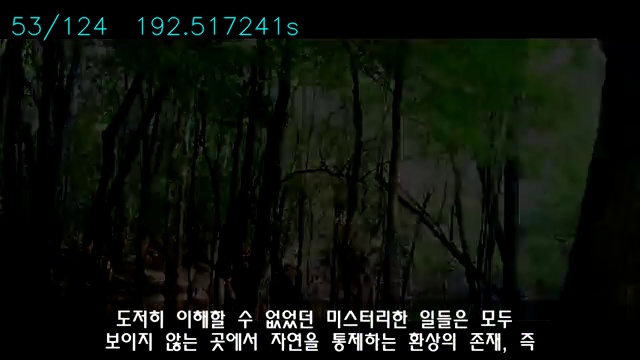 53/124 192.517241s
도저히 이해할 수 없었던 미스터리한 일들은 모두
보이지 않는 곳에서 자연을 통제하는 환상의 존재, 즉